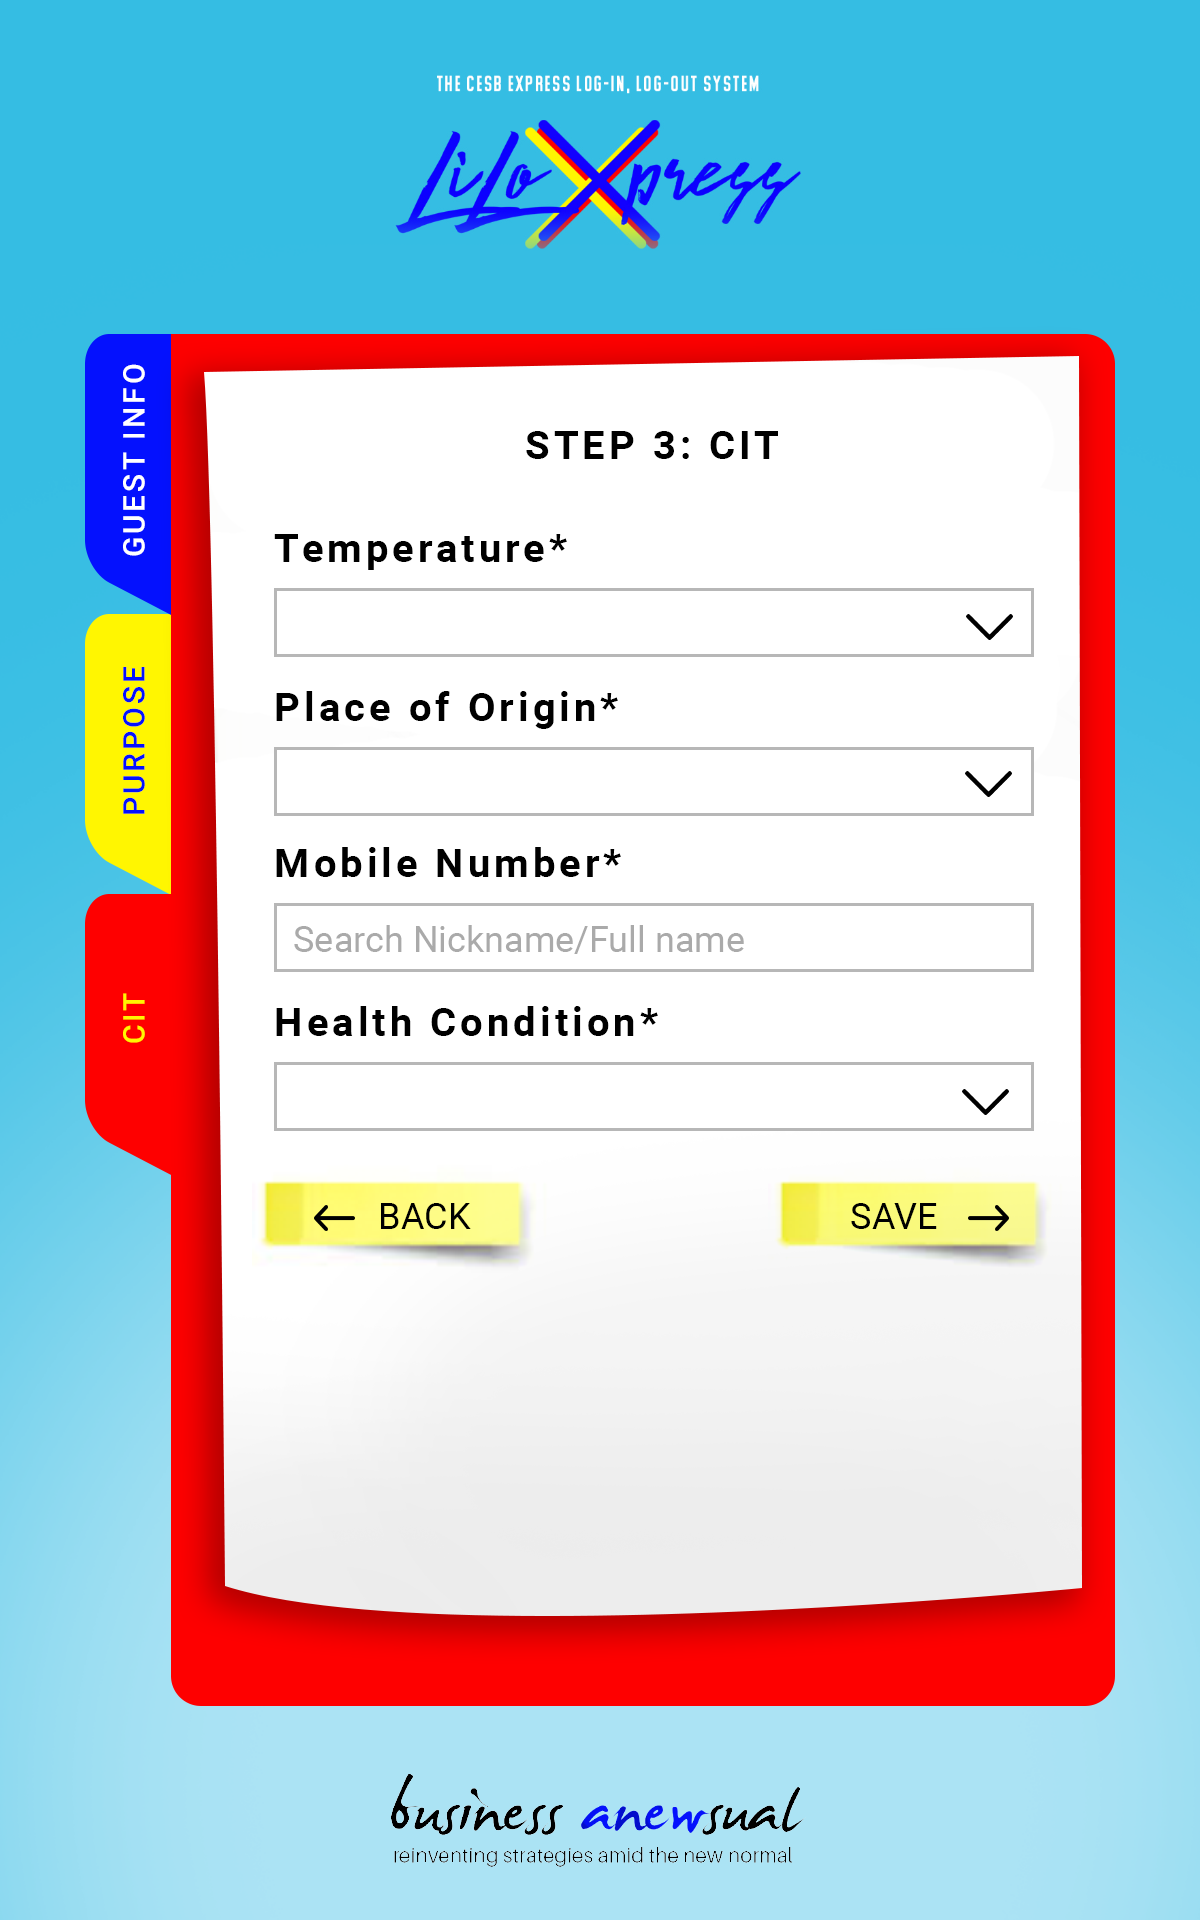 THE CESB EXPRESS LOG-IN, LOG-OUT SYSTEM
LiLo Xpress
GUEST INFO
PURPOSE
CIT
STEP 3: CIT
Temperature*
Place of Origin*
Mobile Number*
Search Nickname/Full name
Health Condition*
BACK
SAVE
business anewsual
reinventing strategies amid the new normal